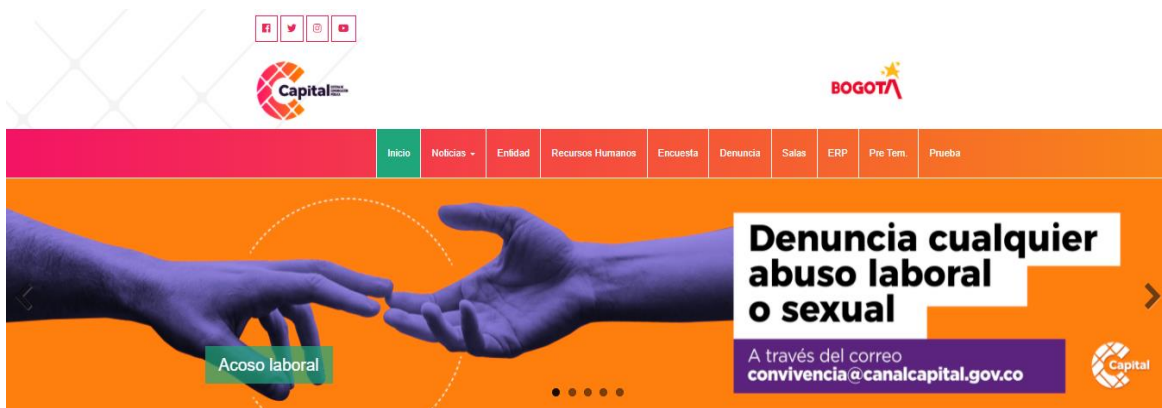 Capital
BOGOTÁ
Inicio Noticias Entidad Recursos Humanos Encuesta Denuncia Salas ERP Pre Tem. Prueba
Denuncia cualquier
abuso laboral
o sexual
Acoso laboral
A través del correo
convivencia@canalcapital.gov.co
Capital